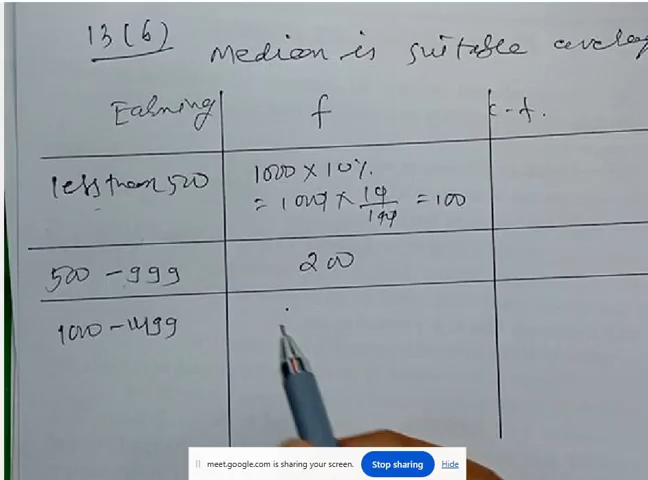 13 (b) Median is suitable
Earning f c.f.
less than 500 1000 × 10%
= 1000 × 10/100 = 100
500 - 999 200
1000 - 1499
meet.google.com is sharing your screen. Stop sharing Hide